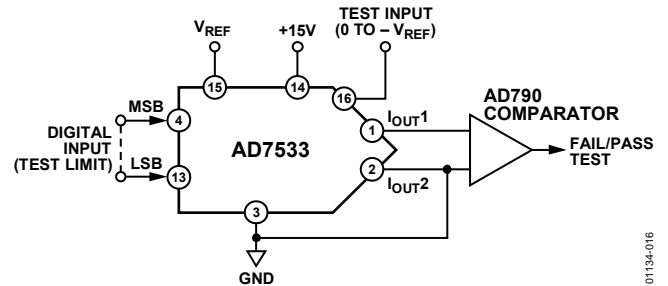 TEST INPUT
(0 TO – VREF)
VREF
+15V
15
14
16
MSB
4
DIGITAL
INPUT
(TEST LIMIT)
LSB
13
AD7533
1
IOUT1
2
IOUT2
AD790
COMPARATOR
FAIL/PASS
TEST
3
GND
01134-016